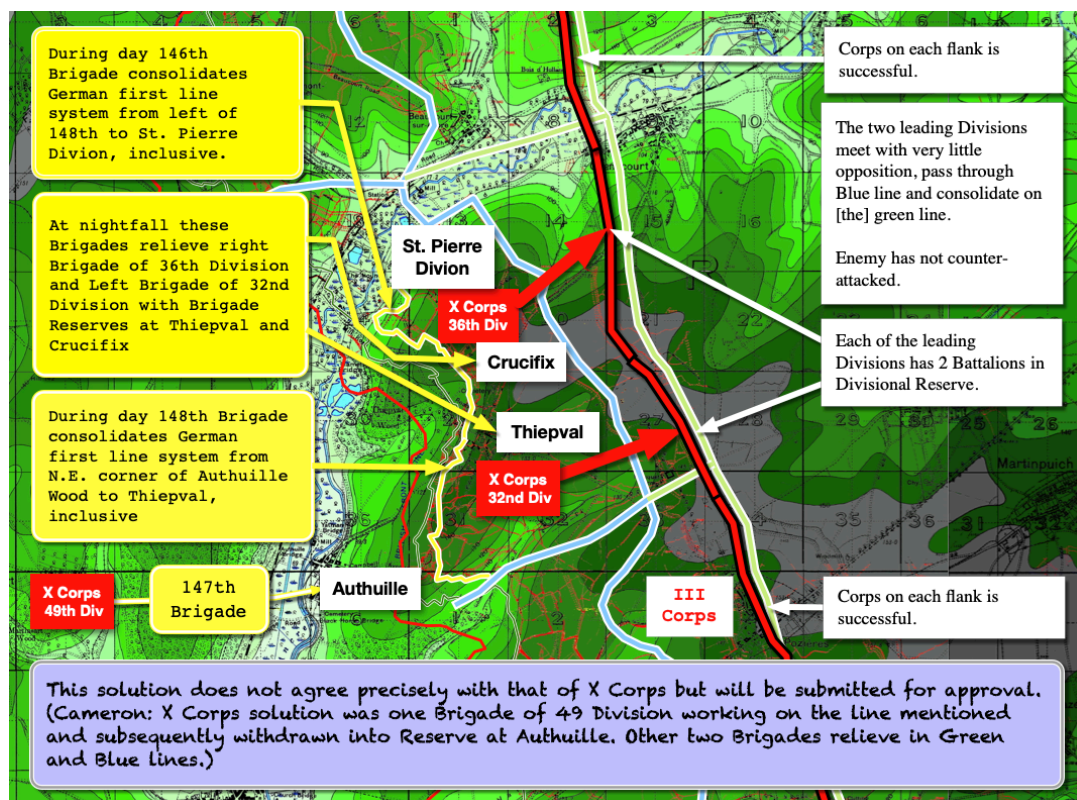 During day 146th
Brigade consolidates
German first line
system from left of
148th to St. Pierre
Divion, inclusive.
At nightfall these
Brigades relieve right
Brigade of 36th Division
and Left Brigade of 32nd
Division with Brigade
Reserves at Thiepval and
Crucifix
During day 148th Brigade
consolidates German
first line system from
N.E. corner of Authuille
Wood to Thiepval,
inclusive
X Corps
49th Div
147th
Brigade
Authuille
St. Pierre
Divion
X Corps
36th Div
Crucifix
Thiepval
X Corps
32nd Div
III
Corps
Corps on each flank is
successful.
The two leading Divisions
meet with very little
opposition, pass through
Blue line and consolidate on
[the] green line.
Enemy has not counter-
attacked.
Each of the leading
Divisions has 2 Battalions in
Divisional Reserve.
Martinpuich
Corps on each flank is
successful.
This solution does not agree precisely with that of X Corps but will be submitted for approval.
(Cameron: X Corps solution was one Brigade of 49 Division working on the line mentioned
and subsequently withdrawn into Reserve at Authuille. Other two Brigades relieve in Green
and Blue lines.)